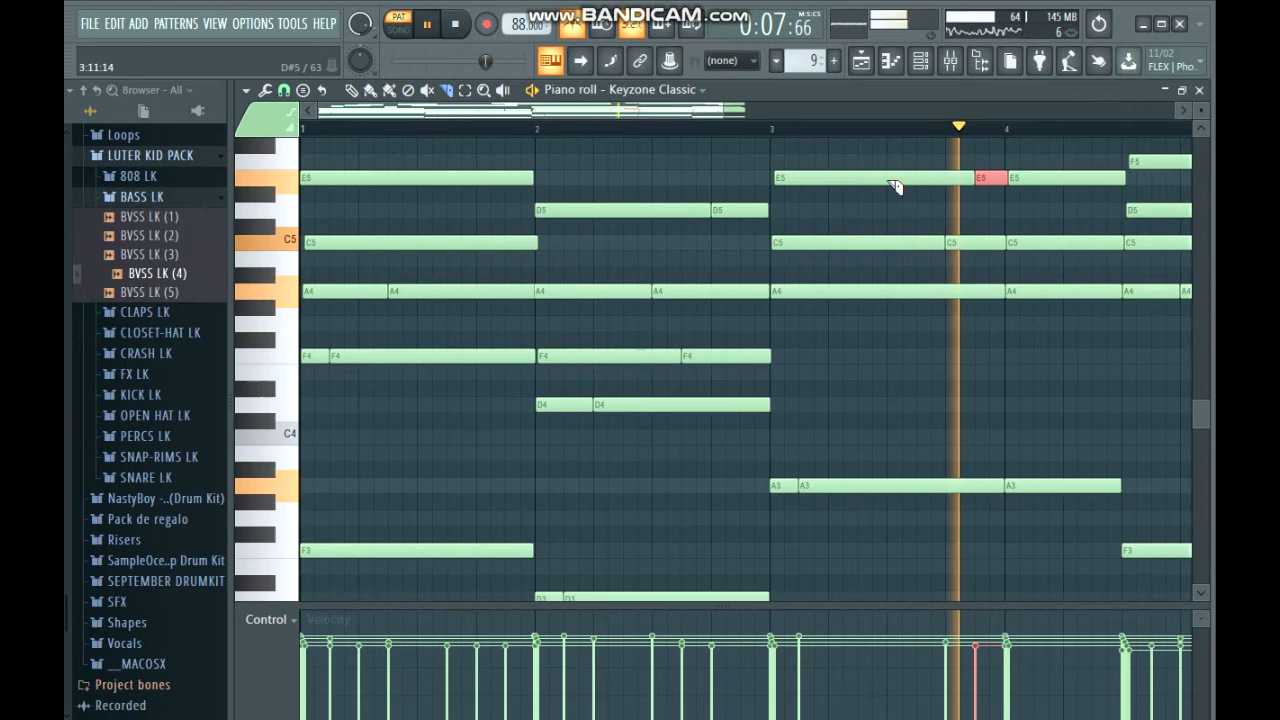 www.BANDICAM.com
FILE EDIT ADD PATTERNS VIEW OPTIONS TOOLS HELP
PAT
SONG
88.000
0:07:66
M:S:CS
64
145 MB
6
3:11:14
D#5 / 63
(none)
9
11/02
FLEX | Pho..
Browser - All
Piano roll - Keyzone Classic
1
2
3
4
Loops
LUTER KID PACK
808 LK
BASS LK
BVSS LK (1)
BVSS LK (2)
BVSS LK (3)
BVSS LK (4)
BVSS LK (5)
CLAPS LK
CLOSET-HAT LK
CRASH LK
FX LK
KICK LK
OPEN HAT LK
PERCS LK
SNAP-RIMS LK
SNARE LK
NastyBoy -..(Drum Kit)
Pack de regalo
Risers
SampleOce..p Drum Kit
SEPTEMBER DRUMKIT
SFX
Shapes
Vocals
__MACOSX
Project bones
Recorded
F5
E5
E5
E5
E5
D5
D5
D5
C5
C5
C5
C5
C5
C5
A4
A4
A4
A4
A4
A4
A4
A4
F4
F4
F4
F4
D4
D4
C4
A3
A3
A3
F3
F3
D3
D3
Control
Velocity